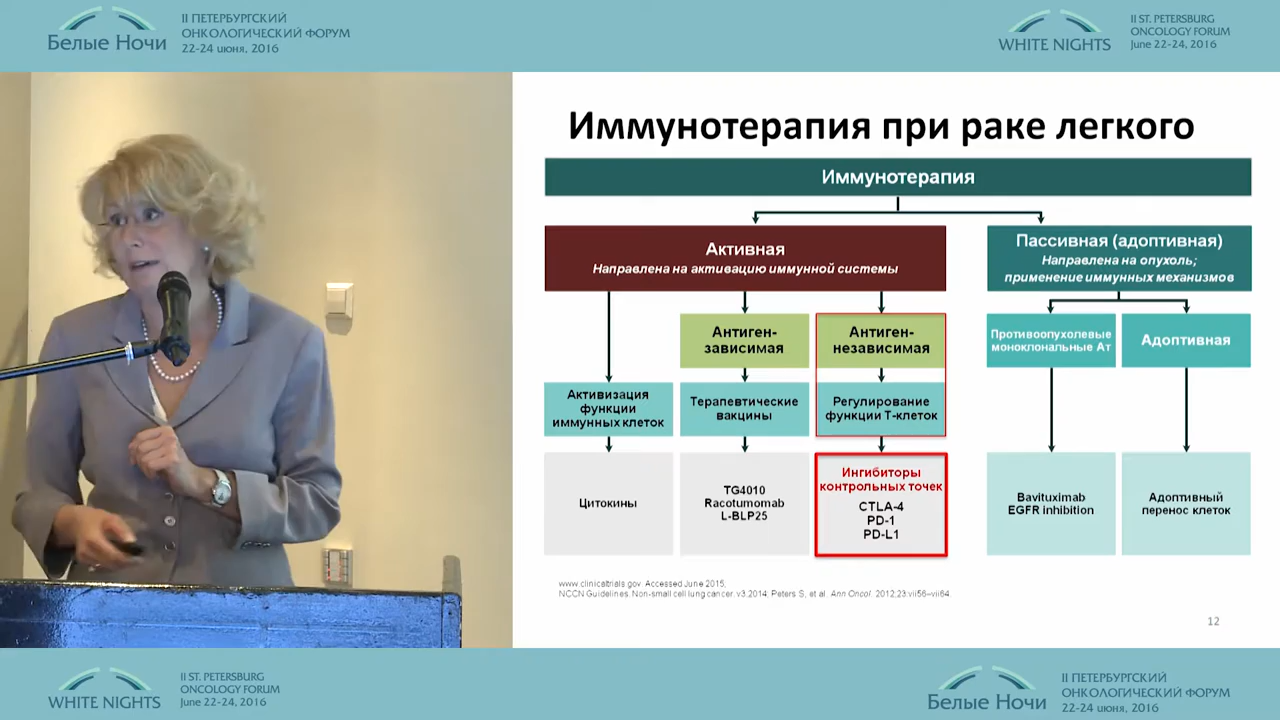 Белые Ночи
II ПЕТЕРБУРГСКИЙ
ОНКОЛОГИЧЕСКИЙ ФОРУМ
22-24 июня, 2016
WHITE NIGHTS
II ST. PETERSBURG
ONCOLOGY FORUM
June 22-24, 2016
Иммунотерапия при раке легкого
Иммунотерапия
Активная
Направлена на активацию иммунной системы
Пассивная (адоптивная)
Направлена на опухоль;
применение иммунных механизмов
Антиген-
зависимая
Антиген-
независимая
Противоопухолевые
моноклональные Ат
Адоптивная
Активизация
функции
иммунных клеток
Терапевтические
вакцины
Регулирование
функции Т-клеток
Цитокины
TG4010
Racotumomab
L-BLP25
Ингибиторы
контрольных точек
CTLA-4
PD-1
PD-L1
Bavituximab
EGFR inhibition
Адоптивный
перенос клеток
www.clinicaltrials.gov. Accessed June 2015,
NCCN Guidelines. Non-small cell lung cancer. v3.2014; Peters S, et al. Ann Oncol. 2012;23:vii56–vii64.
12
WHITE NIGHTS
II ST. PETERSBURG
ONCOLOGY FORUM
June 22-24, 2016
Белые Ночи
II ПЕТЕРБУРГСКИЙ
ОНКОЛОГИЧЕСКИЙ ФОРУМ
22-24 июня, 2016